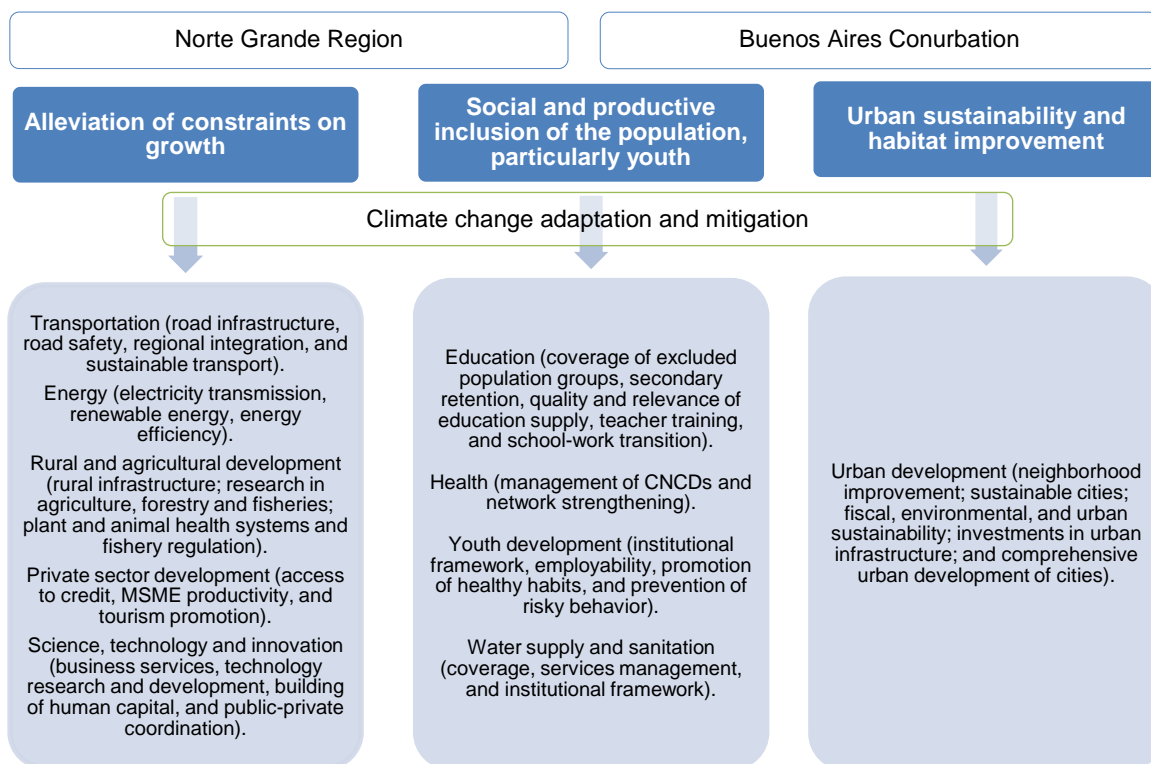 Norte Grande Region
Buenos Aires Conurbation
Alleviation of constraints on
growth
Social and productive
inclusion of the population,
particularly youth
Urban sustainability and
habitat improvement
Climate change adaptation and mitigation
Transportation (road infrastructure,
road safety, regional integration, and
sustainable transport).
Energy (electricity transmission,
renewable energy, energy
efficiency).
Rural and agricultural development
(rural infrastructure; research in
agriculture, forestry and fisheries;
plant and animal health systems and
fishery regulation).
Private sector development (access
to credit, MSME productivity, and
tourism promotion).
Science, technology and innovation
(business services, technology
research and development, building
of human capital, and public-private
coordination).
Education (coverage of excluded
population groups, secondary
retention, quality and relevance of
education supply, teacher training,
and school-work transition).
Health (management of CNCDs and
network strengthening).
Youth development (institutional
framework, employability, promotion
of healthy habits, and prevention of
risky behavior).
Water supply and sanitation
(coverage, services management,
and institutional framework).
Urban development (neighborhood
improvement; sustainable cities;
fiscal, environmental, and urban
sustainability; investments in urban
infrastructure; and comprehensive
urban development of cities).